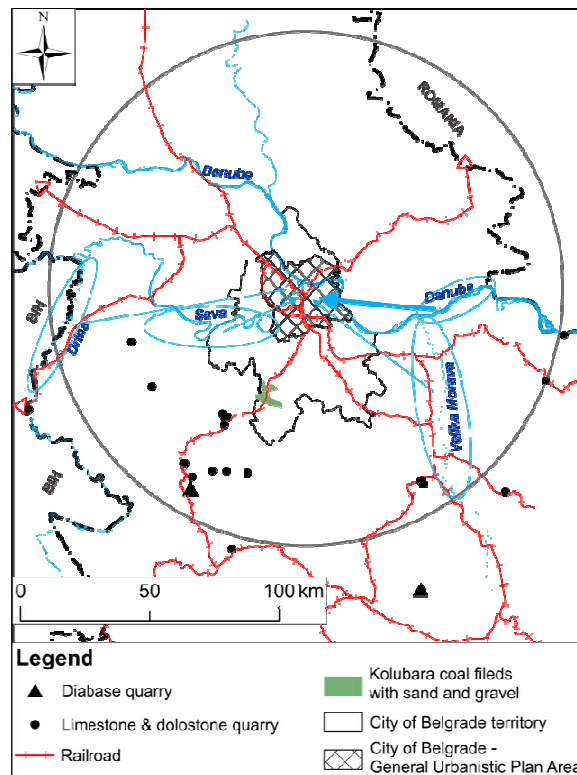 N
ROMANIA
Danube
Danube
BIH
Drina
Sava
Velika Morava
BIH
0 50 100 km
Legend
Diabase quarry
Limestone & dolostone quarry
Railroad
Kolubara coal fileds
with sand and gravel
City of Belgrade territory
City of Belgrade -
General Urbanistic Plan Area